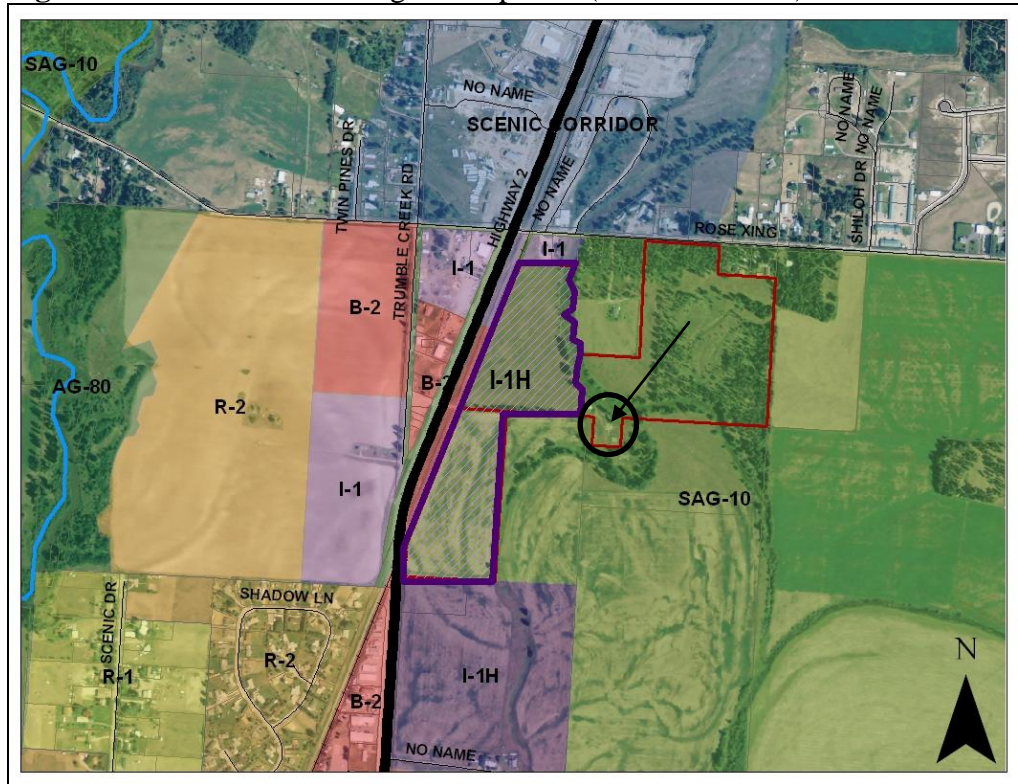 SAG-10
NO NAME
SCENIC CORRIDOR
NO NAME
NO NAME
NO NAME
TWIN PINES DR
TRUMBLE CREEK RD
HIGHWAY 2
SHILOH DR
ROSE XING
I-1
I-1
B-2
B-2
I-1H
AG-80
R-2
I-1
SAG-10
SCENIC DR
SHADOW LN
R-2
R-1
I-1H
B-2
NO NAME
N